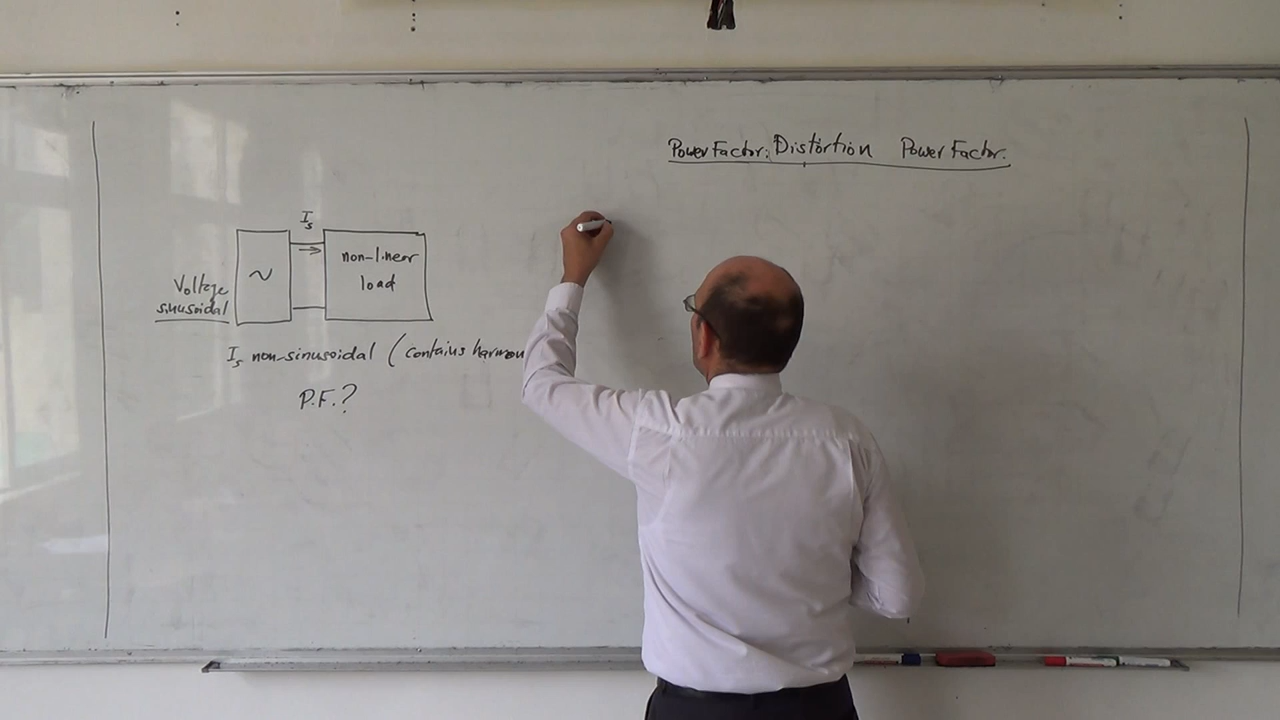 Power Factor: Distortion Power Factor.
Is
~
non-linear
load
Voltage
sinusoidal
Is non-sinusoidal (contains harmon
P.F.?